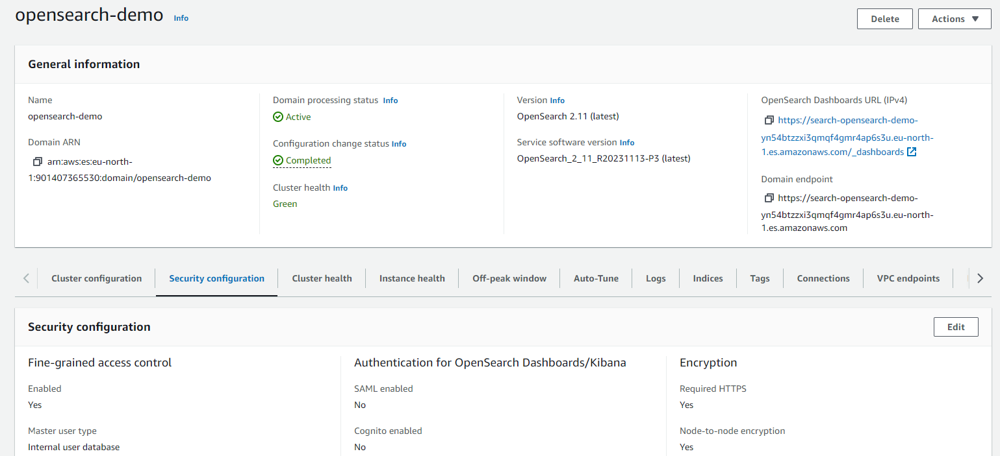 opensearch-demo Info
Delete
Actions
General information
Name
opensearch-demo
Domain ARN
arn:aws:es:eu-north-
1:901407365530:domain/opensearch-demo
Domain processing status Info
Active
Configuration change status Info
Completed
Cluster health Info
Green
Version Info
OpenSearch 2.11 (latest)
Service software version Info
OpenSearch_2_11_R20231113-P3 (latest)
OpenSearch Dashboards URL (IPv4)
https://search-opensearch-demo-
yn54btzzxi3qmqf4gmr4ap6s3u.eu-north-
1.es.amazonaws.com/_dashboards
Domain endpoint
https://search-opensearch-demo-
yn54btzzxi3qmqf4gmr4ap6s3u.eu-north-
1.es.amazonaws.com
Cluster configuration
Security configuration
Cluster health
Instance health
Off-peak window
Auto-Tune
Logs
Indices
Tags
Connections
VPC endpoints
Security configuration
Edit
Fine-grained access control
Enabled
Yes
Master user type
Internal user database
Authentication for OpenSearch Dashboards/Kibana
SAML enabled
No
Cognito enabled
No
Encryption
Required HTTPS
Yes
Node-to-node encryption
Yes